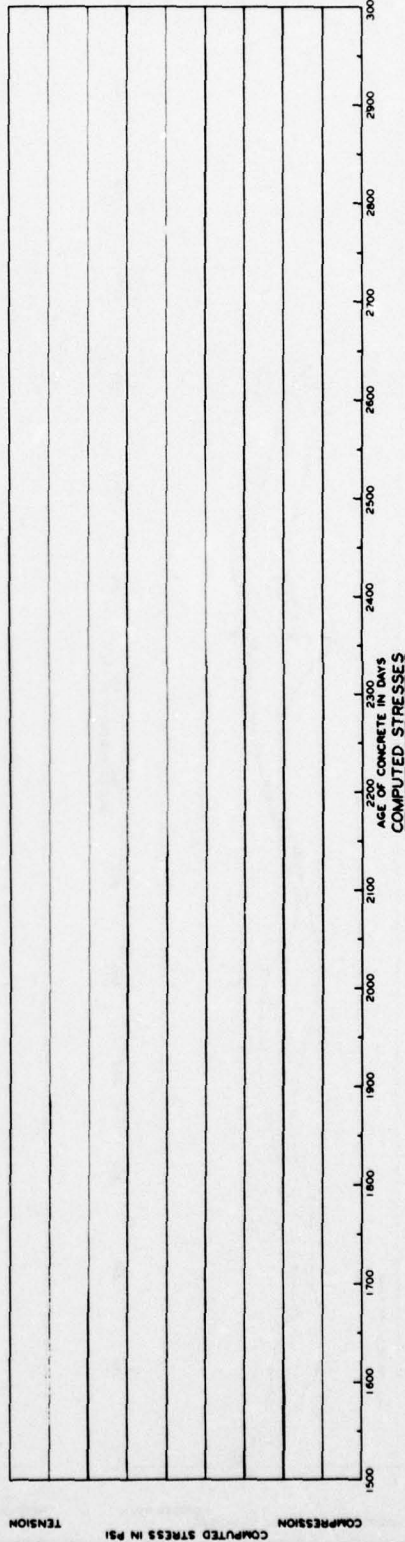 TENSION
COMPUTED STRESS IN PSI
COMPRESSION
1500 1600 1700 1800 1900 2000 2100 2200 2300 2400 2500 2600 2700 2800 2900 300
AGE OF CONCRETE IN DAYS
COMPUTED STRESSES